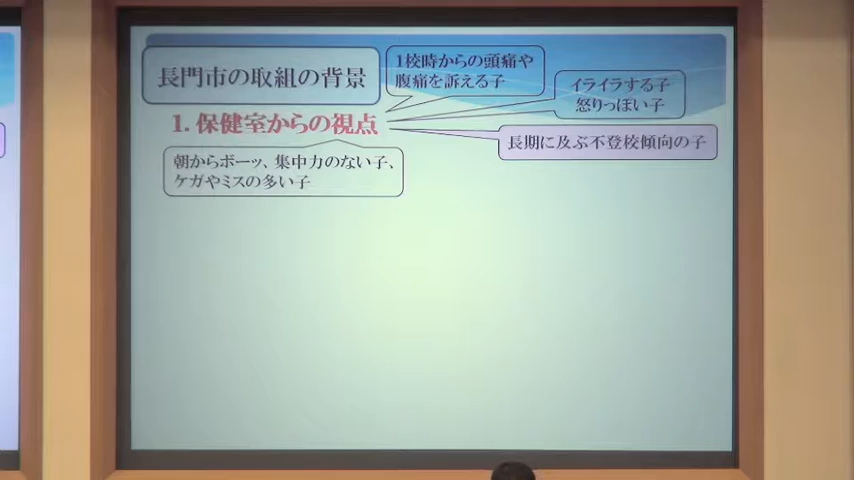 長門市の取組の背景
1校時からの頭痛や
腹痛を訴える子
イライラする子
怒りっぽい子
1. 保健室からの視点
長期に及ぶ不登校傾向の子
朝からボーッ、集中力のない子、
ケガやミスの多い子